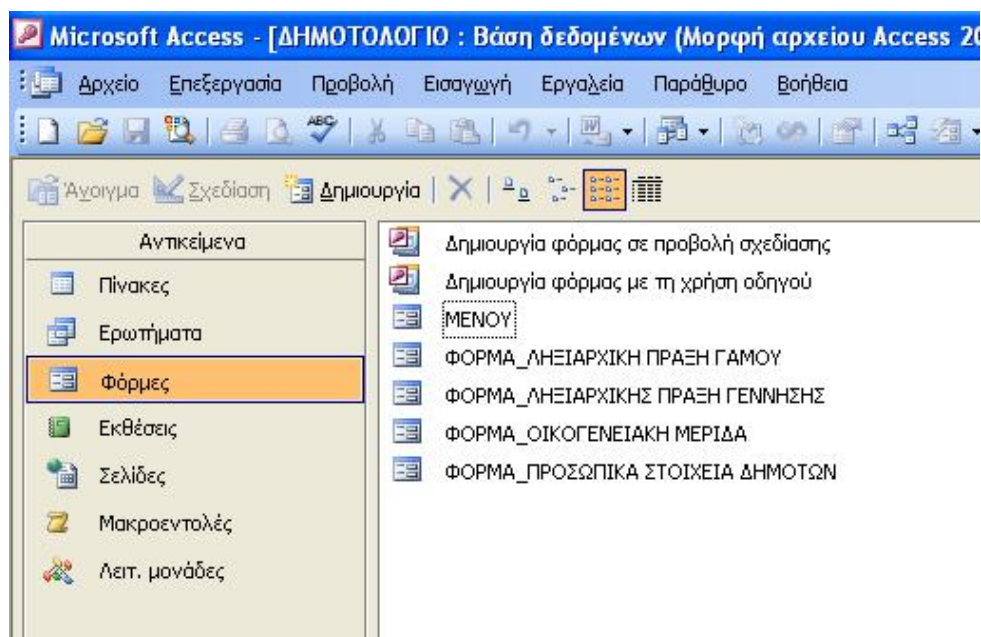 Microsoft Access - [ΔΗΜΟΤΟΛΟΓΙΟ : Βάση δεδομένων (Μορφή αρχείου Access 20
Αρχείο Επεξεργασία Προβολή Εισαγωγή Εργαλεία Παράθυρο Βοήθεια
ABC
W
Άνοιγμα Σχεδίαση Δημιουργία
Αντικείμενα
Πίνακες
Ερωτήματα
Φόρμες
Εκθέσεις
Σελίδες
Μακροεντολές
Λειτ. μονάδες
Δημιουργία φόρμας σε προβολή σχεδίασης
Δημιουργία φόρμας με τη χρήση οδηγού
ΜΕΝΟΥ
ΦΟΡΜΑ_ΛΗΞΙΑΡΧΙΚΗ ΠΡΑΞΗ ΓΑΜΟΥ
ΦΟΡΜΑ_ΛΗΞΙΑΡΧΙΚΗΣ ΠΡΑΞΗ ΓΕΝΝΗΣΗΣ
ΦΟΡΜΑ_ΟΙΚΟΓΕΝΕΙΑΚΗ ΜΕΡΙΔΑ
ΦΟΡΜΑ_ΠΡΟΣΩΠΙΚΑ ΣΤΟΙΧΕΙΑ ΔΗΜΟΤΩΝ